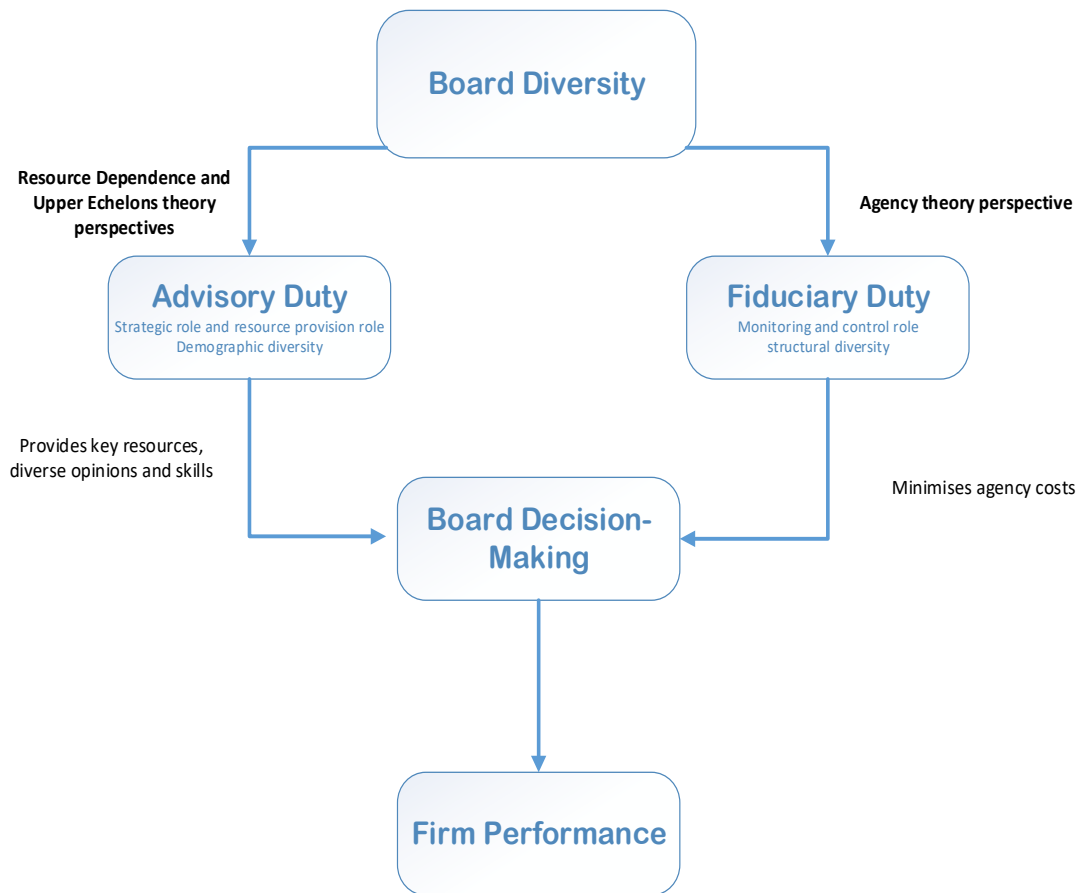 Board Diversity
Resource Dependence and
Upper Echelons theory
perspectives
Agency theory perspective
Advisory Duty
Strategic role and resource provision role
Demographic diversity
Fiduciary Duty
Monitoring and control role
structural diversity
Provides key resources,
diverse opinions and skills
Minimises agency costs
Board Decision-
Making
Firm Performance